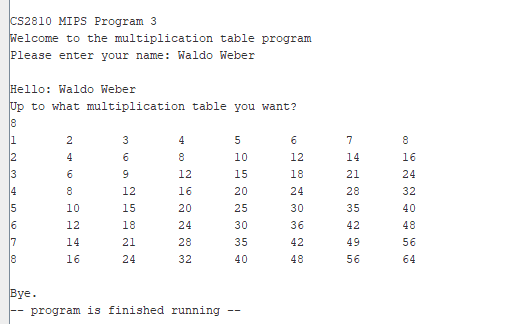 CS2810 MIPS Program 3
Welcome to the multiplication table program
Please enter your name: Waldo Weber

Hello: Waldo Weber
Up to what multiplication table you want?
8
1 2 3 4 5 6 7 8
2 4 6 8 10 12 14 16
3 6 9 12 15 18 21 24
4 8 12 16 20 24 28 32
5 10 15 20 25 30 35 40
6 12 18 24 30 36 42 48
7 14 21 28 35 42 49 56
8 16 24 32 40 48 56 64

Bye.
-- program is finished running --